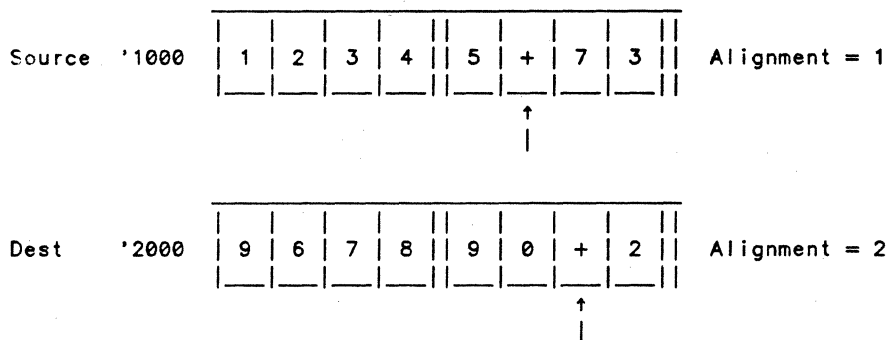 Source '1000 | 1 | 2 | 3 | 4 || 5 | + | 7 | 3 || Alignment = 1
Dest '2000 | 9 | 6 | 7 | 8 || 9 | 0 | + | 2 || Alignment = 2